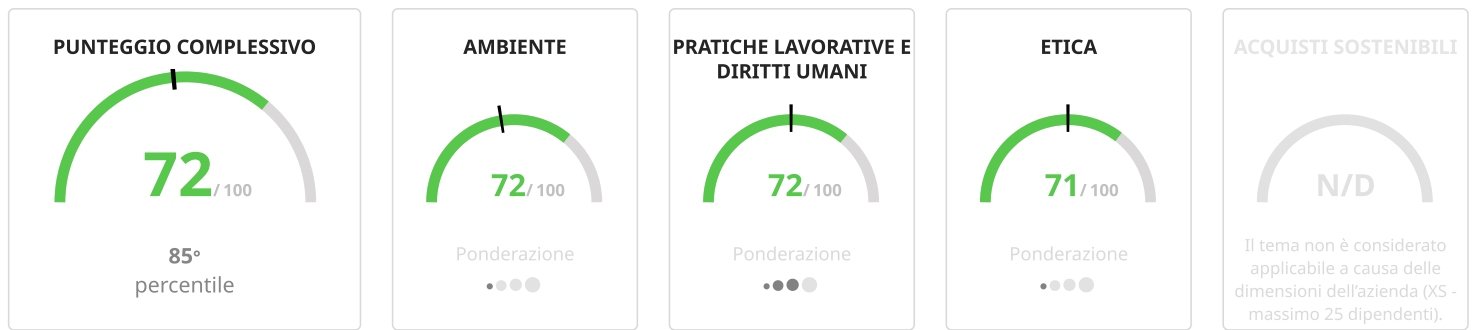 PUNTEGGIO COMPLESSIVO
72 / 100
85°
percentile
AMBIENTE
72 / 100
Ponderazione
PRATICHE LAVORATIVE E
DIRITTI UMANI
72 / 100
Ponderazione
ETICA
71 / 100
Ponderazione
ACQUISTI SOSTENIBILI
N/D
Il tema non è considerato
applicabile a causa delle
dimensioni dell'azienda (XS -
massimo 25 dipendenti).